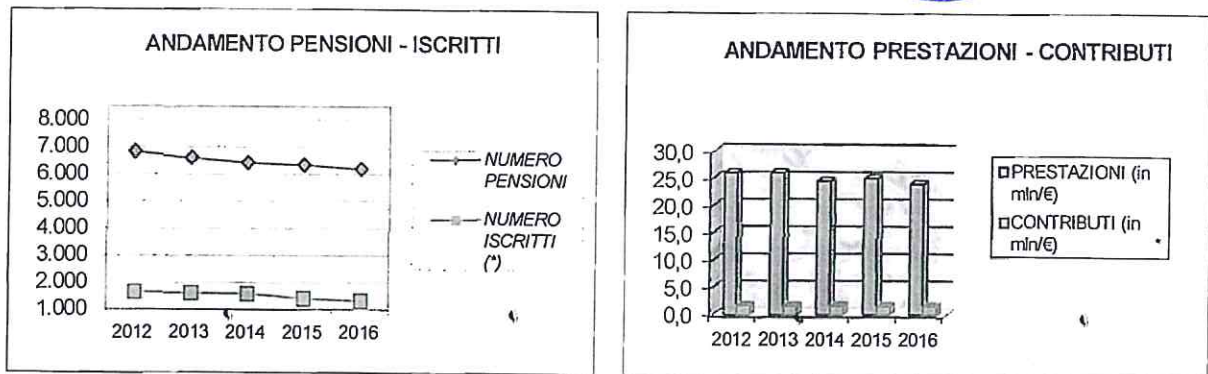 ANDAMENTO PENSIONI - ISCRITTI
8.000
7.000
6.000
5.000
4.000
3.000
2.000
1.000
2012 2013 2014 2015 2016
NUMERO
PENSIONI
NUMERO
ISCRITTI
(*)
ANDAMENTO PRESTAZIONI - CONTRIBUTI
30,0
25,0
20,0
15,0
10,0
5,0
0,0
2012 2013 2014 2015 2016
PRESTAZIONI (in
mln/€)
CONTRIBUTI (in
mln/€)